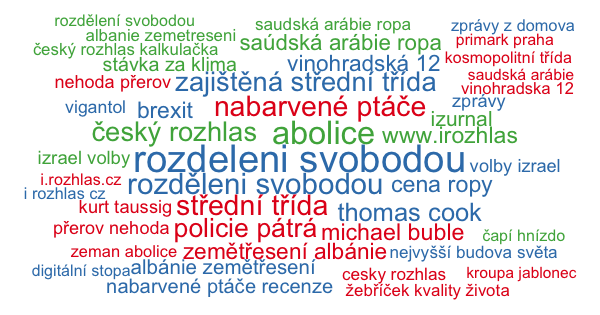 rozdělení svobodou
saudská arábie ropa
zprávy z domova
albanie zemetreseni
saúdská arábie ropa
primark praha
český rozhlas kalkulačka
kosmopolitní třída
stávka za klima
vinohradská 12
saudská arábie
nehoda přerov
zajištěná střední třída
vinohradska 12
vigantol
brexit
nabarvené ptáče
zprávy
izurnal
český rozhlas
abolice
www.irozhlas
izrael volby
rozdeleni svobodou
volby izrael
i.rozhlas.cz
rozděleni svobodou
cena ropy
i rozhlas cz
kurt taussig
střední třída
thomas cook
přerov nehoda
policie pátrá
michael buble
čapí hnízdo
zeman abolice
zemětřesení albánie
nejvyšší budova světa
digitální stopa
albánie zemětřesení
cesky rozhlas
kroupa jablonec
nabarvené ptáče recenze
žebříček kvality života